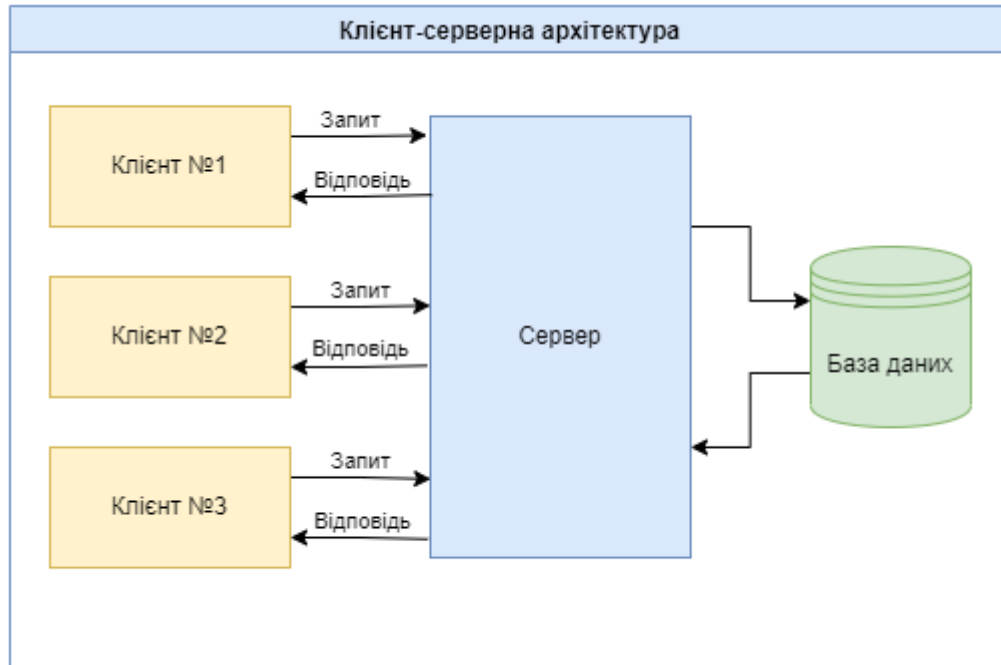 Клієнт-серверна архітектура
Клієнт №1
Запит
Відповідь
Клієнт №2
Запит
Відповідь
Клієнт №3
Запит
Відповідь
Сервер
База даних